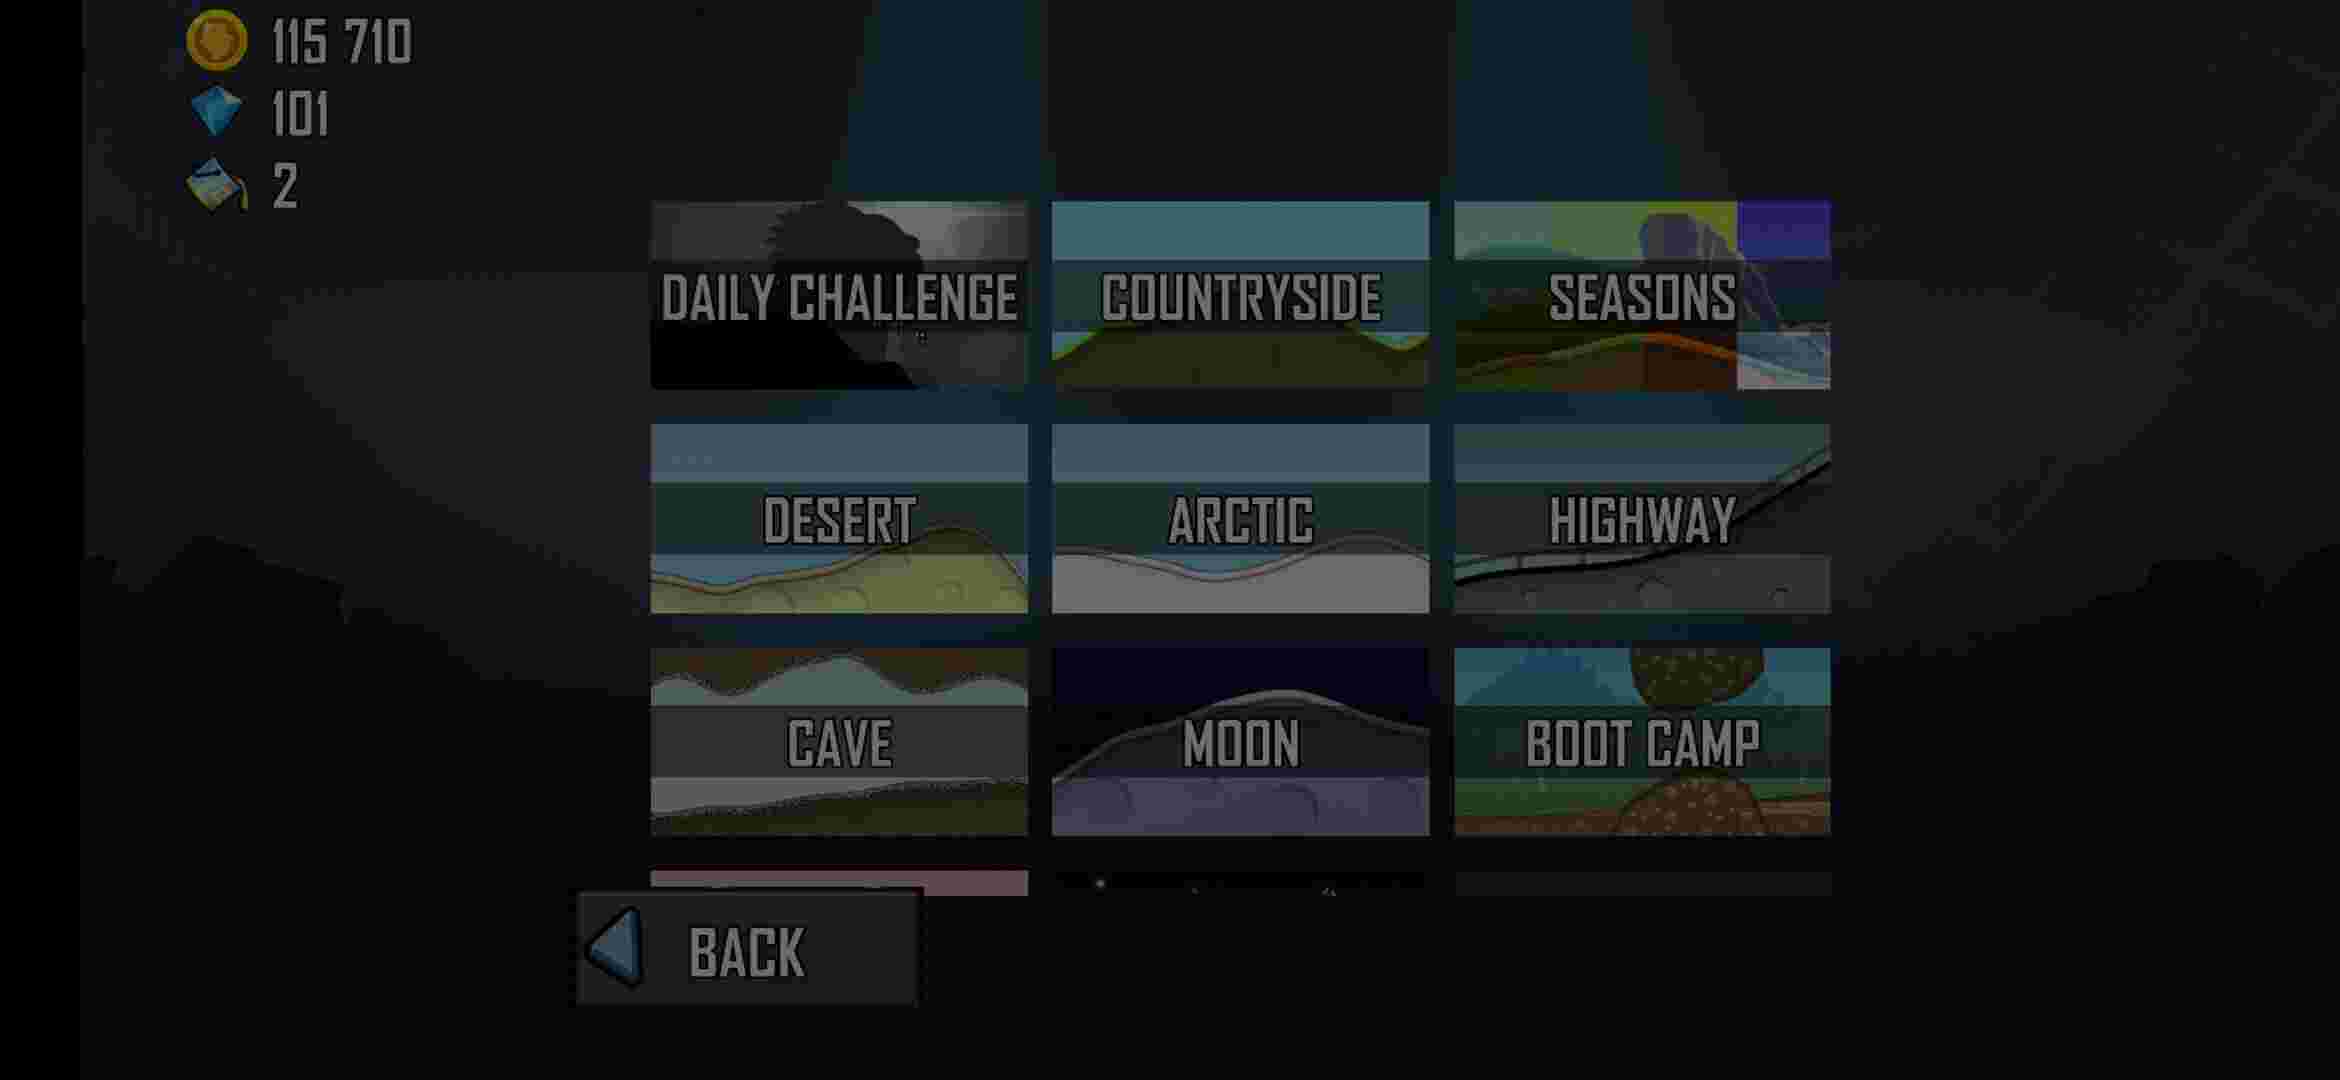 115 710
101
2
DAILY CHALLENGE
COUNTRYSIDE
SEASONS
DESERT
ARCTIC
HIGHWAY
CAVE
MOON
BOOT CAMP
BACK